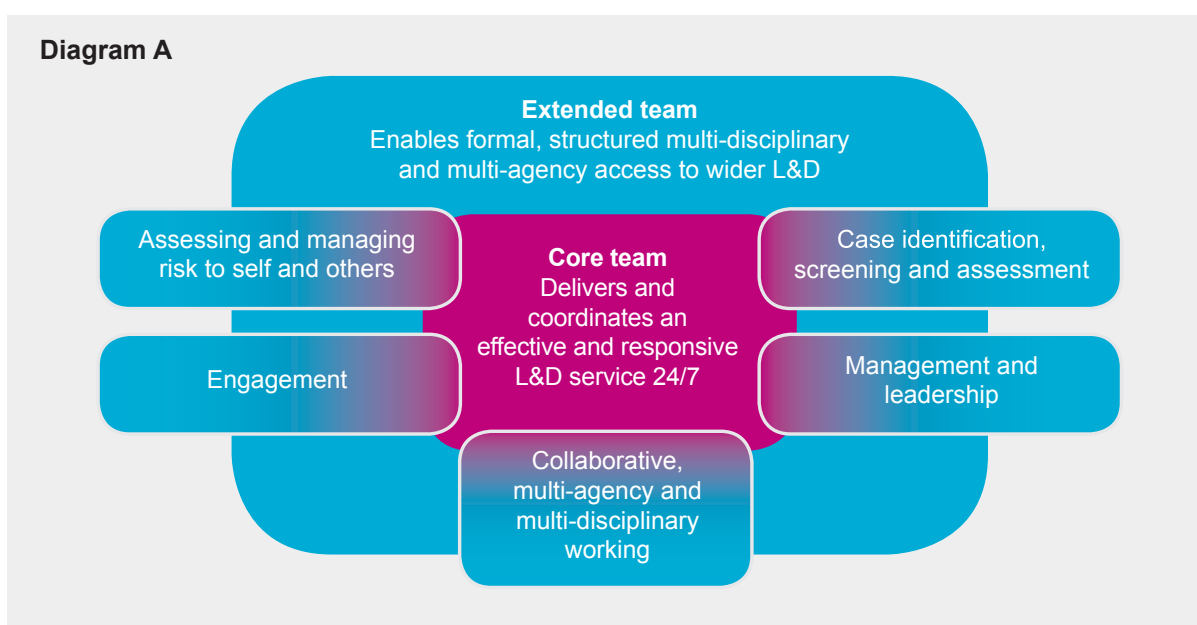 Diagram A
Extended team
Enables formal, structured multi-disciplinary
and multi-agency access to wider L&D
Assessing and managing
risk to self and others
Core team
Delivers and
coordinates an
effective and responsive
L&D service 24/7
Case identification,
screening and assessment
Engagement
Management and
leadership
Collaborative,
multi-agency and
multi-disciplinary
working